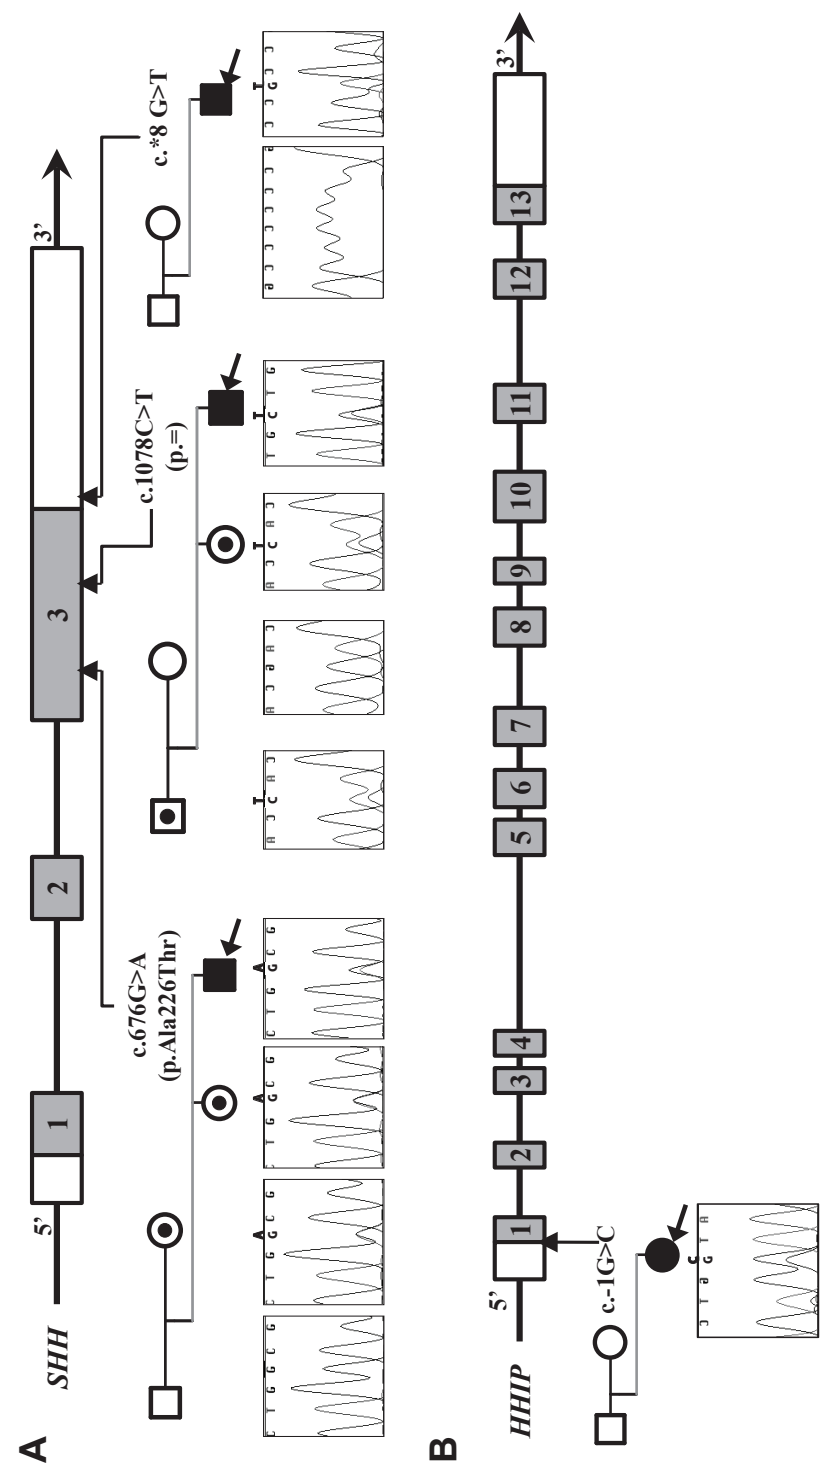 A
SHH
5'
1
2
3
3'
c.676G>A
(p.Ala226Thr)
c.1078C>T
(p.=)
c.*8 G>T
C T G G C G
A
C T G G C G
A
C T G G C G
A
C T G G C G
T
A C C A C
A C G A C
T
A C C A C
T
T G C T G
G C C C C C C G
T
C C G C C
B
HHIP
5'
1
2
3
4
5
6
7
8
9
10
11
12
13
3'
c.-1G>C
C
C T G G T A